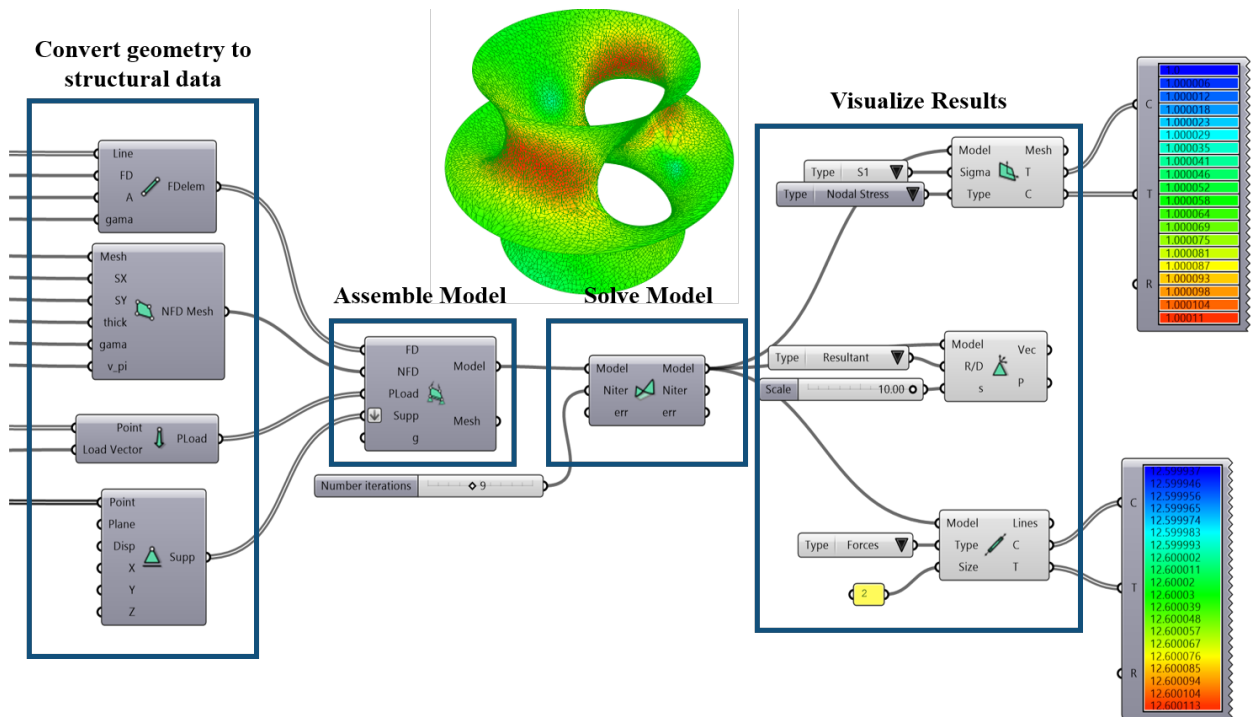 Convert geometry to
structural data
Line
FD
A
gama
FDelem
Mesh
SX
SY
thick
gama
v_pi
NFD Mesh
Point
Load Vector
PLoad
Point
Plane
Disp
X
Y
Z
Supp
Assemble Model
FD
NFD
PLoad
Supp
g
Model
Mesh
Number iterations
9
Solve Model
Model
Niter
err
Model
Niter
err
Visualize Results
Type S1
Type Nodal Stress
Model
Sigma
Type
Mesh
T
C
Type Resultant
Scale 10.00
Model
R/D
s
Vec
P
Type Forces
2
Model
Type
Size
Lines
C
T
C
T
R
1.0
1.000006
1.000012
1.000018
1.000023
1.000029
1.000035
1.000041
1.000046
1.000052
1.000058
1.000064
1.000069
1.000075
1.000081
1.000087
1.000093
1.000098
1.000104
1.00011
C
T
R
12.599937
12.599946
12.599956
12.599965
12.599974
12.599983
12.599993
12.600002
12.600011
12.60002
12.60003
12.600039
12.600048
12.600057
12.600067
12.600076
12.600085
12.600094
12.600104
12.600113